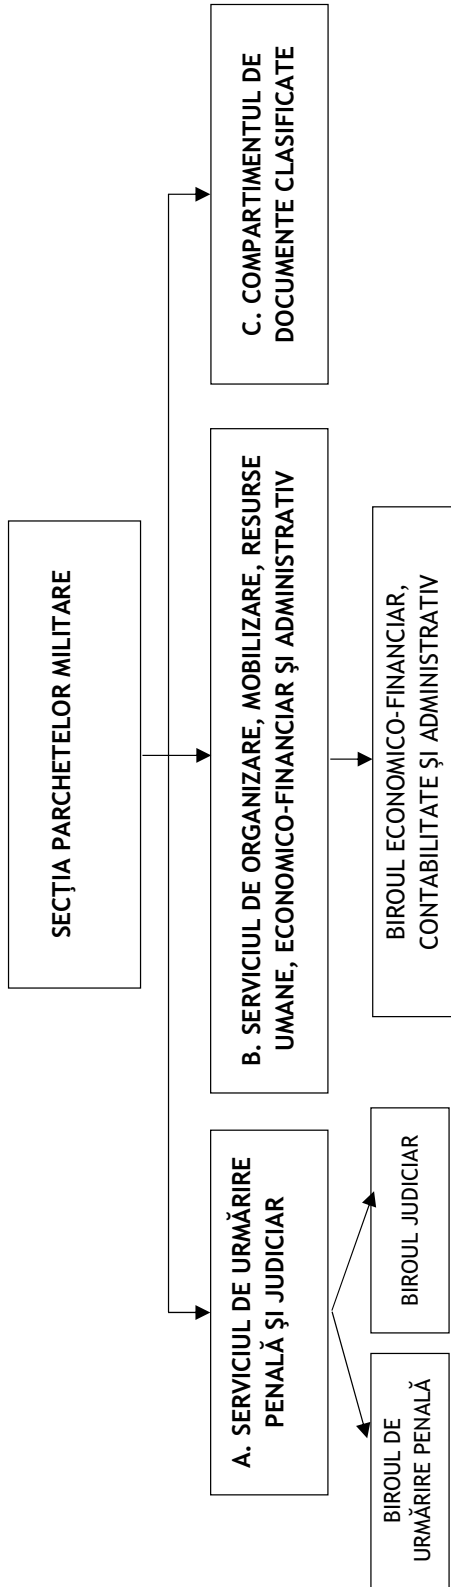 SECŢIA PARCHETELOR MILITARE
A. SERVICIUL DE URMĂRIRE
PENALĂ ŞI JUDICIAR
B. SERVICIUL DE ORGANIZARE, MOBILIZARE, RESURSE
UMANE, ECONOMICO-FINANCIAR ŞI ADMINISTRATIV
C. COMPARTIMENTUL DE
DOCUMENTE CLASIFICATE
BIROUL DE
URMĂRIRE PENALĂ
BIROUL JUDICIAR
BIROUL ECONOMICO-FINANCIAR,
CONTABILITATE ŞI ADMINISTRATIV